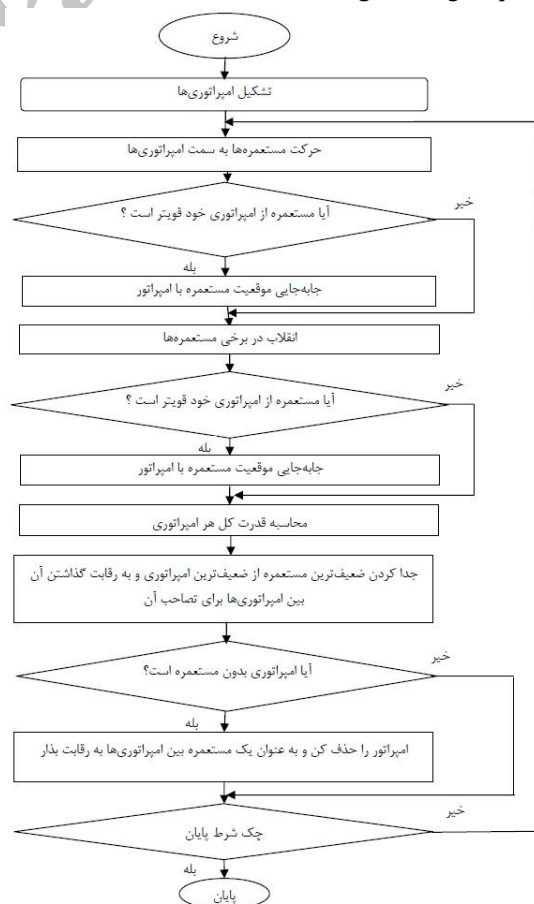 شروع
تشکیل امپراتوری‌ها
حرکت مستعمره‌ها به سمت امپراتوری‌ها
آیا مستعمره از امپراتوری خود قویتر است ؟
خیر
بله
جابه‌جایی موقعیت مستعمره با امپراتور
انقلاب در برخی مستعمره‌ها
آیا مستعمره از امپراتوری خود قویتر است ؟
خیر
بله
جابه‌جایی موقعیت مستعمره با امپراتور
محاسبه قدرت کل هر امپراتوری
جدا کردن ضعیف‌ترین مستعمره از ضعیف‌ترین امپراتوری و به رقابت گذاشتن آن
بین امپراتوری‌ها برای تصاحب آن
آیا امپراتوری بدون مستعمره است؟
خیر
بله
امپراتور را حذف کن و به عنوان یک مستعمره بین امپراتوری‌ها به رقابت بذار
چک شرط پایان
خیر
بله
پایان